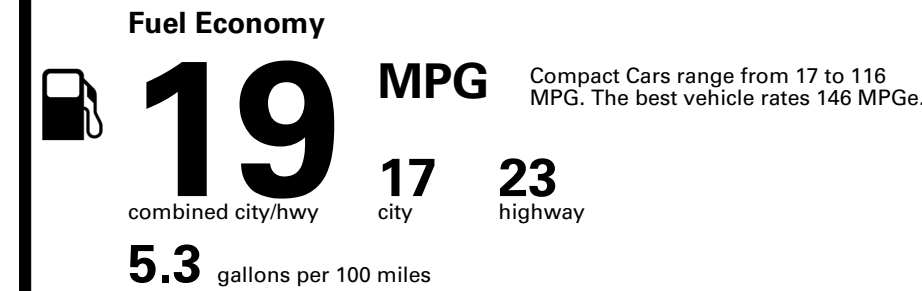 Fuel Economy
19 MPG
Compact Cars range from 17 to 116
MPG. The best vehicle rates 146 MPGe.
17 23
combined city/hwy city highway
5.3 gallons per 100 miles